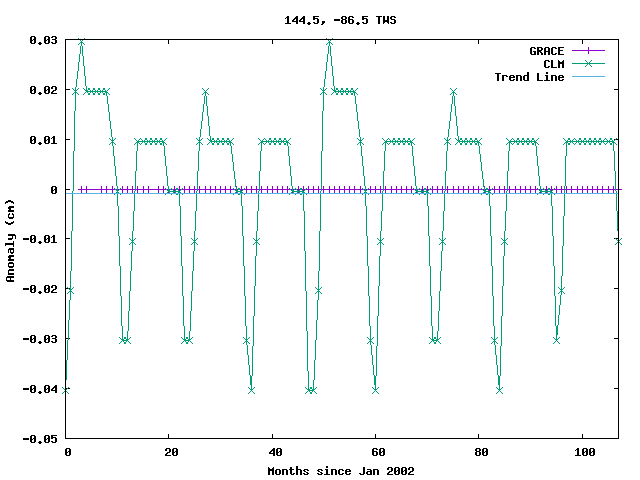 144.5, -86.5 TWS
GRACE
CLM
Trend Line
0.03
0.02
0.01
0
-0.01
-0.02
-0.03
-0.04
-0.05
Anomaly (cm)
0 20 40 60 80 100
Months since Jan 2002